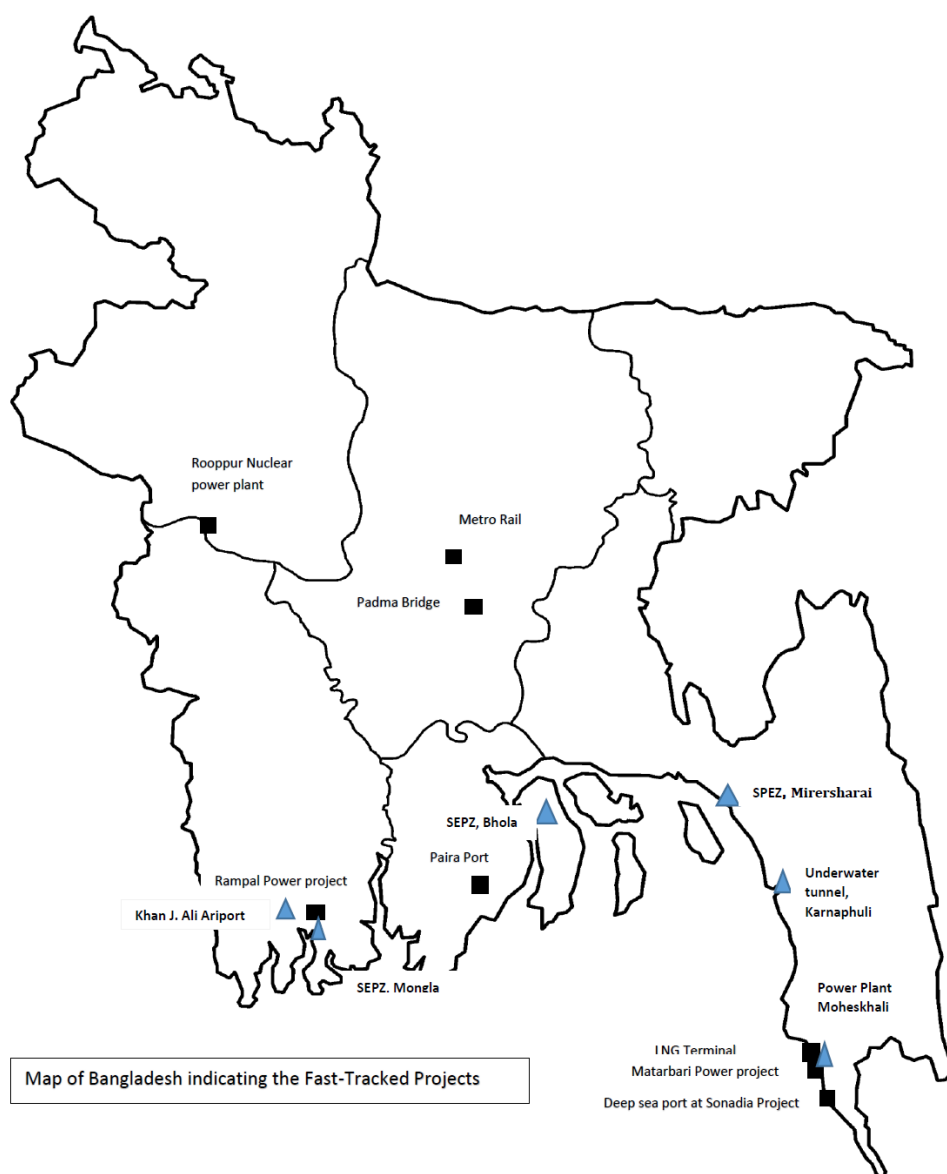 Rooppur Nuclear
power plant
Metro Rail
Padma Bridge
SPEZ, Mirersharai
SEPZ, Bhola
Paira Port
Underwater
tunnel,
Karnaphuli
Rampal Power project
Khan J. Ali Ariport
SEPZ. Mongla
Power Plant
Moheskhali
LNG Terminal
Matarbari Power project
Deep sea port at Sonadia Project
Map of Bangladesh indicating the Fast-Tracked Projects